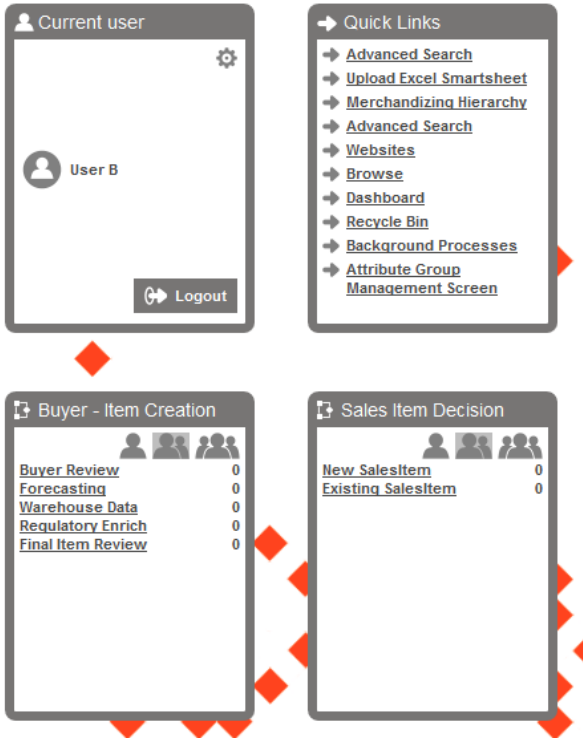 Current user
User B
Logout
Quick Links
Advanced Search
Upload Excel Smartsheet
Merchandizing Hierarchy
Advanced Search
Websites
Browse
Dashboard
Recycle Bin
Background Processes
Attribute Group
Management Screen
Buyer - Item Creation
Buyer Review 0
Forecasting 0
Warehouse Data 0
Regulatory Enrich 0
Final Item Review 0
Sales Item Decision
New SalesItem 0
Existing SalesItem 0